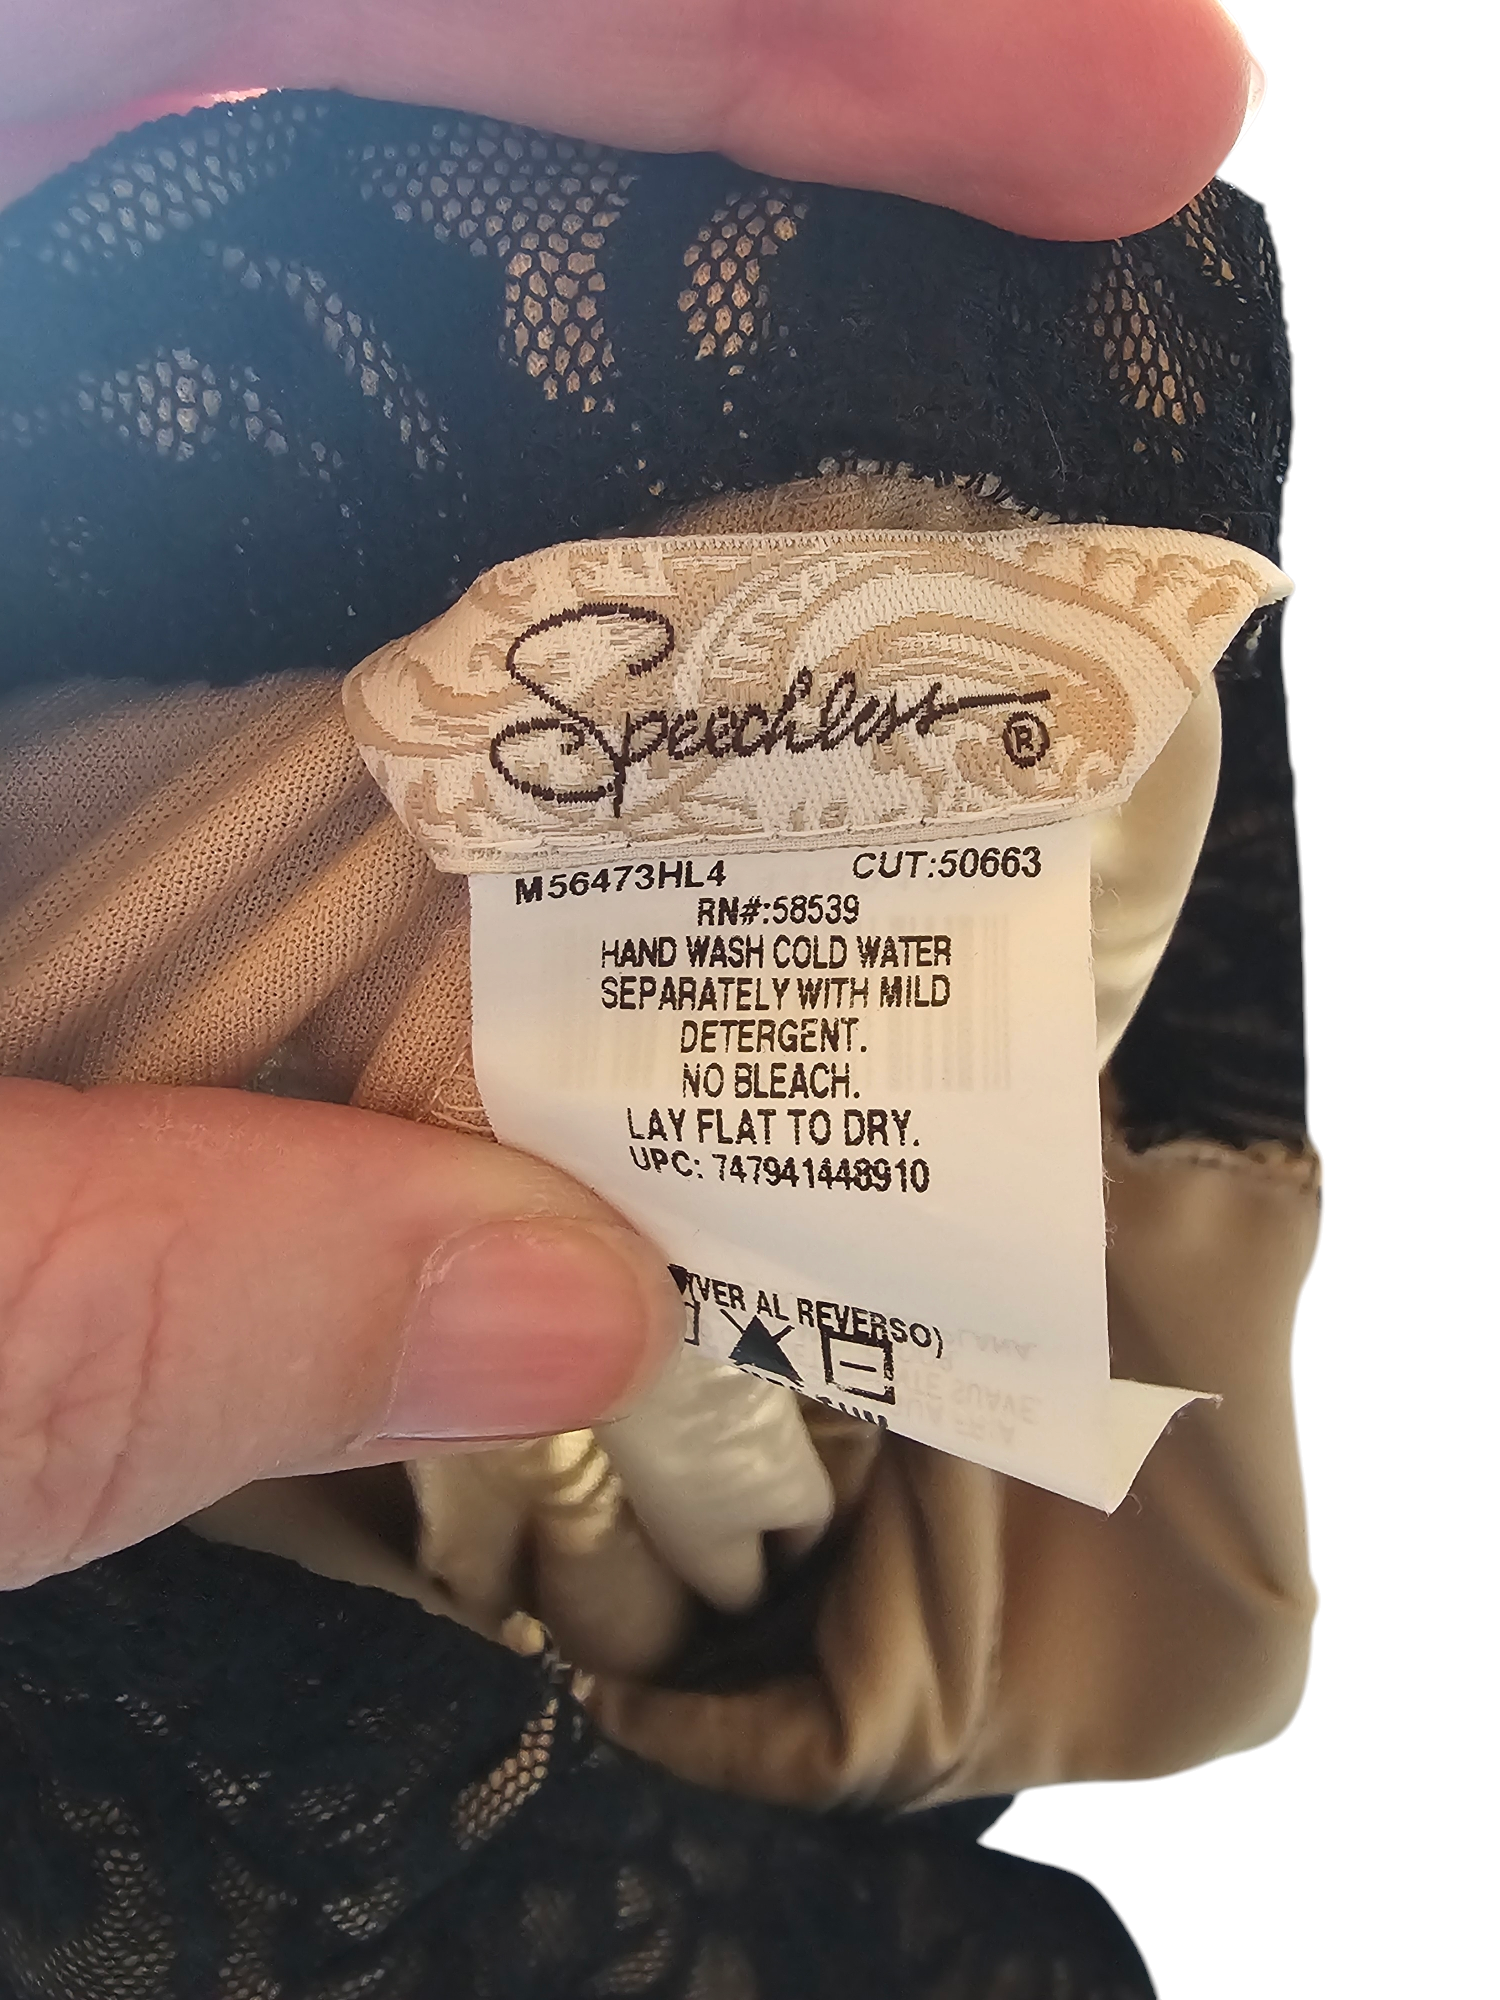 Speechless ®
M56473HL4 CUT:50663
RN#:58539
HAND WASH COLD WATER
SEPARATELY WITH MILD
DETERGENT.
NO BLEACH.
LAY FLAT TO DRY.
UPC: 747941448910
(VER AL REVERSO)